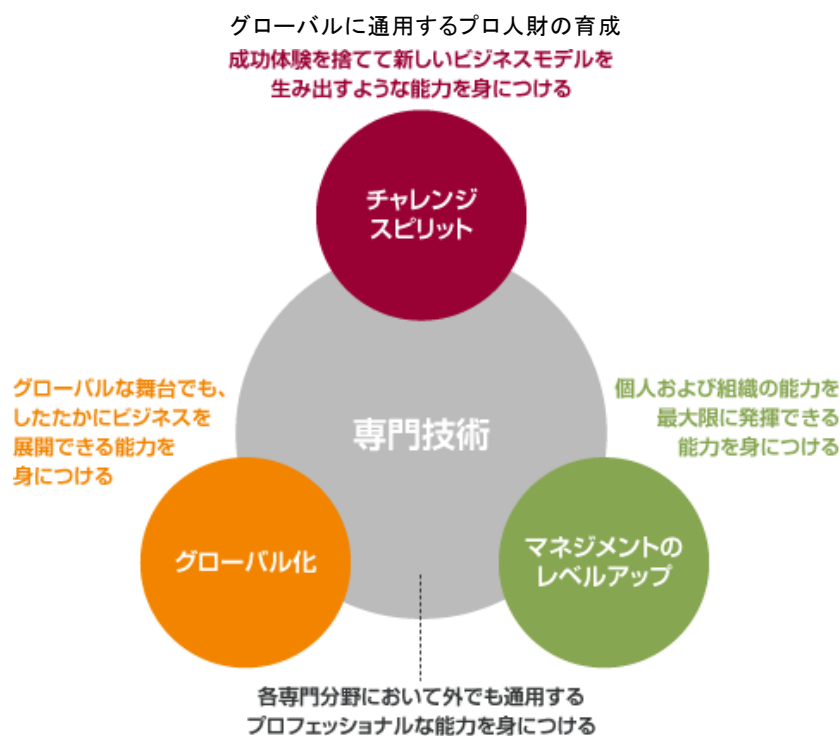 グローバルに通用するプロ人財の育成
成功体験を捨てて新しいビジネスモデルを
生み出すような能力を身につける
チャレンジ
スピリット
グローバルな舞台でも、
したたかにビジネスを
展開できる能力を
身につける
個人および組織の能力を
最大限に発揮できる
能力を身につける
専門技術
グローバル化
マネジメントの
レベルアップ
各専門分野において外でも通用する
プロフェッショナルな能力を身につける